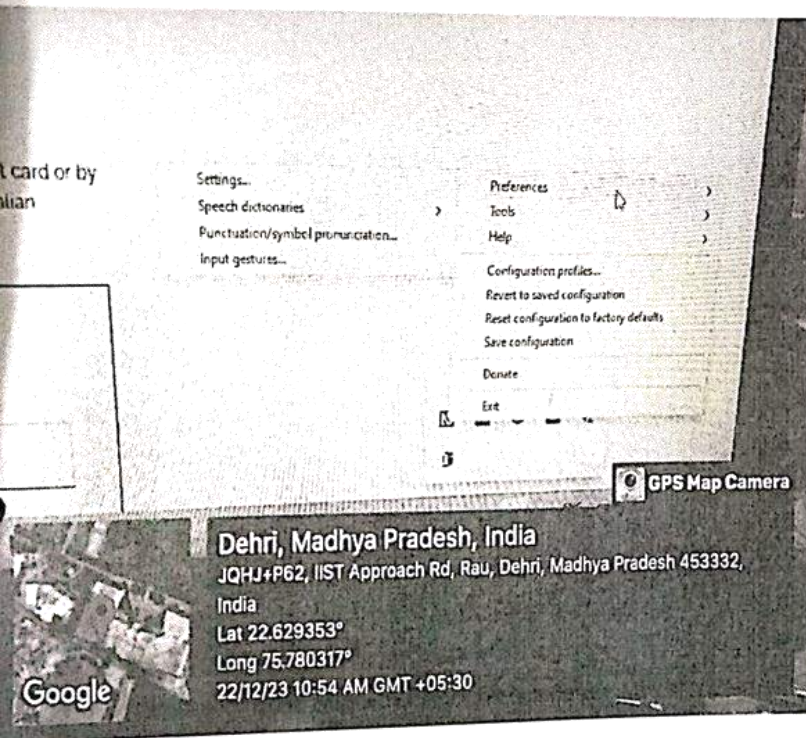 t card or by
Settings...
Speech dictionaries
Punctuation/symbol pronunciation...
Input gestures...
Preferences
Tools
Help
Configuration profiles...
Revert to saved configuration
Reset configuration to factory defaults
Save configuration
Donate
Exit
GPS Map Camera
Dehri, Madhya Pradesh, India
JQHJ+P62, IIST Approach Rd, Rau, Dehri, Madhya Pradesh 453332,
India
Lat 22.629353°
Long 75.780317°
22/12/23 10:54 AM GMT +05:30
Google